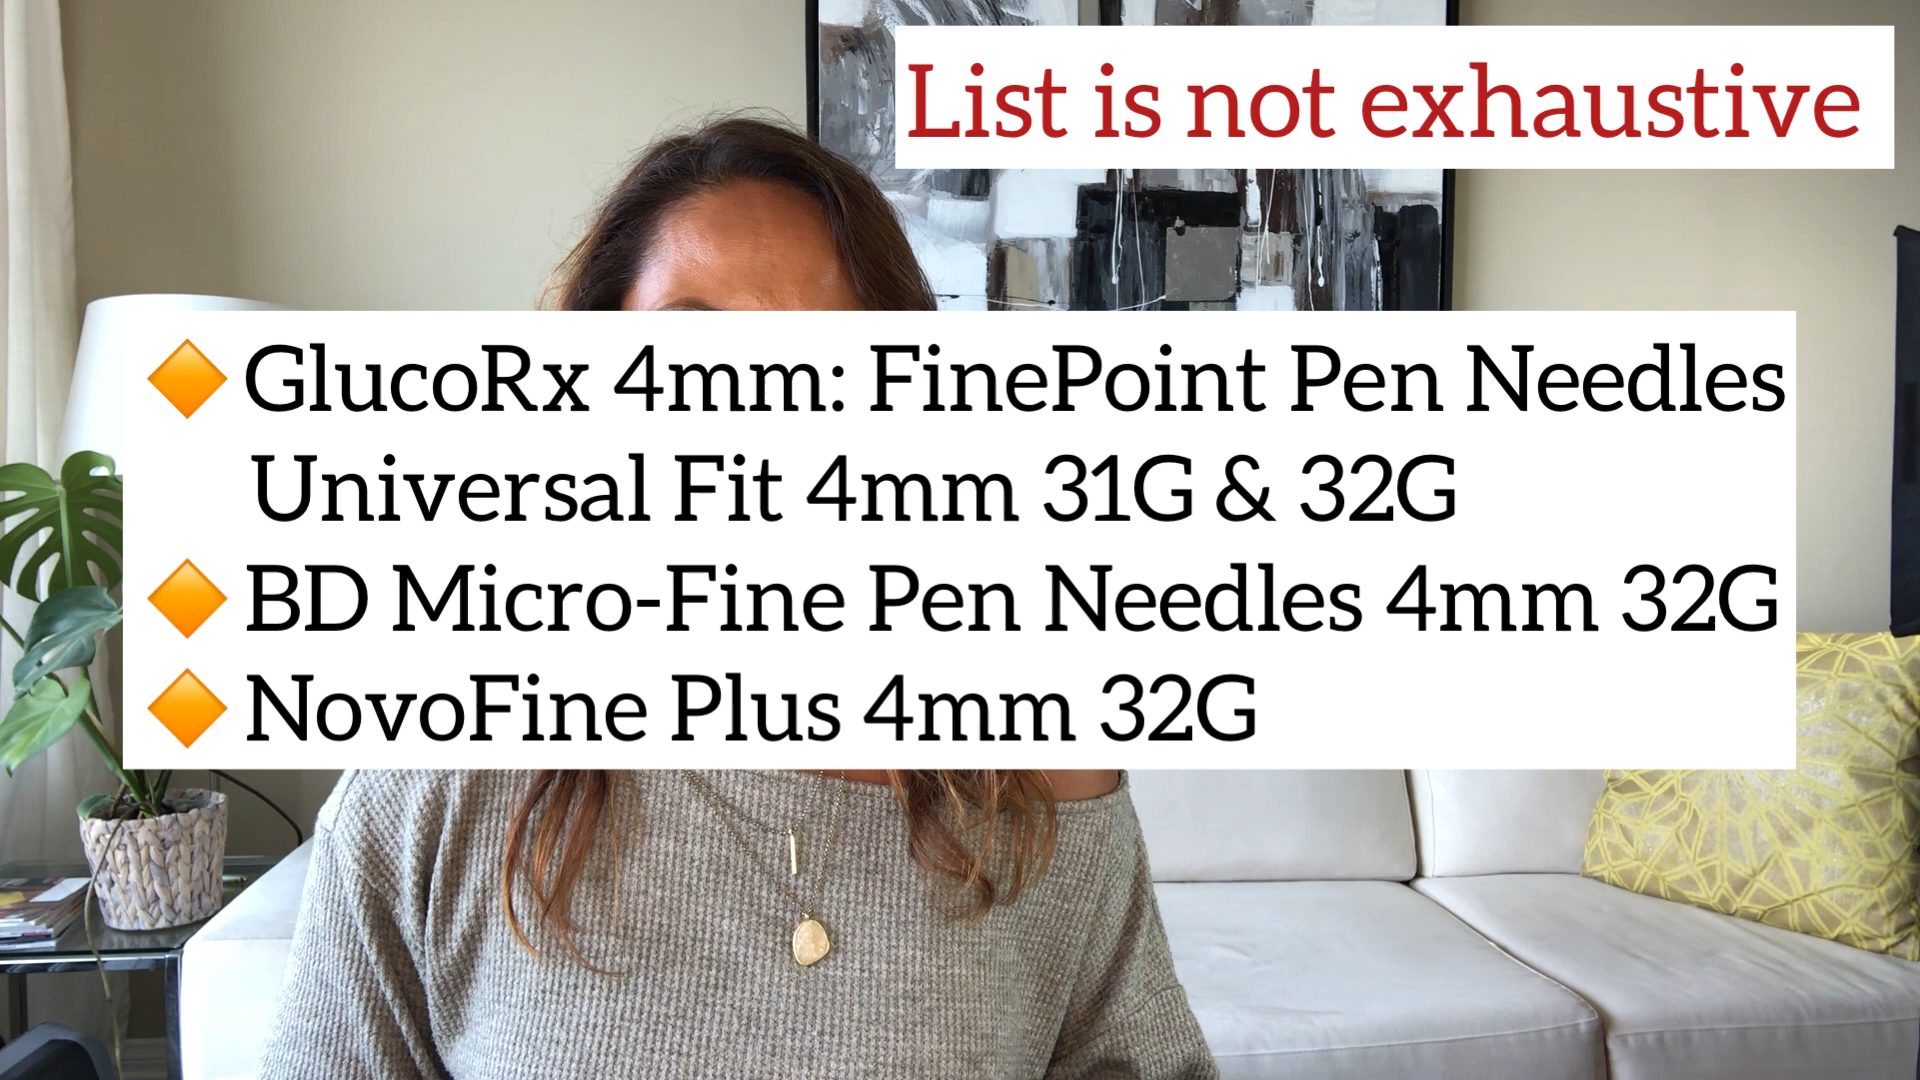 List is not exhaustive
🔶 GlucoRx 4mm: FinePoint Pen Needles
Universal Fit 4mm 31G & 32G
🔶 BD Micro-Fine Pen Needles 4mm 32G
🔶 NovoFine Plus 4mm 32G